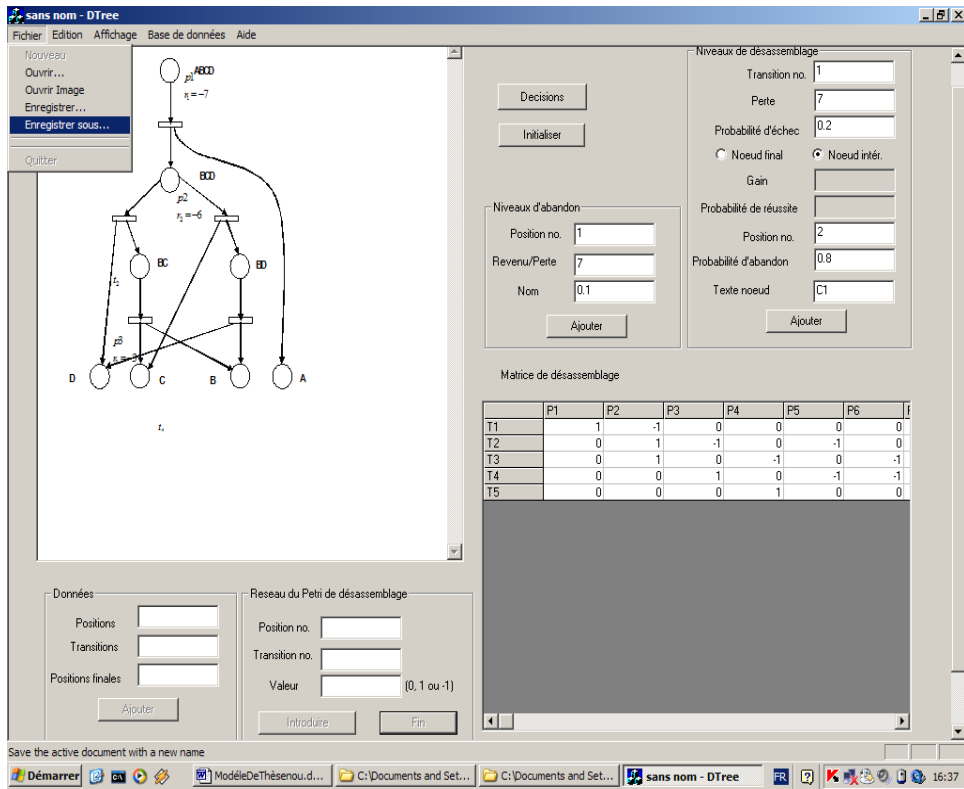 sans nom - DTree
Fichier Edition Affichage Base de données Aide
Nouveau
Ouvrir...
Ouvrir Image
Enregistrer...
Enregistrer sous...
Quitter
p1 ABCD
r1=-7
BCD
p2
r2=-6
BC
BD
t2
p3
D
C
B
A
Decisions
Initialiser
Niveaux d'abandon
Position no. 1
Revenu/Perte 7
Nom 0.1
Ajouter
Niveaux de désassemblage
Transition no. 1
Perte 7
Probabilité d'échec 0.2
Noeud final Noeud intér.
Gain
Probabilité de réussite
Position no. 2
Probabilité d'abandon 0.8
Texte noeud C1
Ajouter
Matrice de désassemblage
P1 P2 P3 P4 P5 P6
T1 1 -1 0 0 0 0
T2 0 1 -1 0 -1 0
T3 0 1 0 -1 0 -1
T4 0 0 1 0 -1 -1
T5 0 0 0 1 0 0
Données
Positions
Transitions
Positions finales
Ajouter
Reseau du Petri de désassemblage
Position no.
Transition no.
Valeur (0, 1 ou -1)
Introduire Fin
Save the active document with a new name
Démarrer ModéleDeThèsenou.d... C:\Documents and Set... C:\Documents and Set... sans nom - DTree FR 16:37